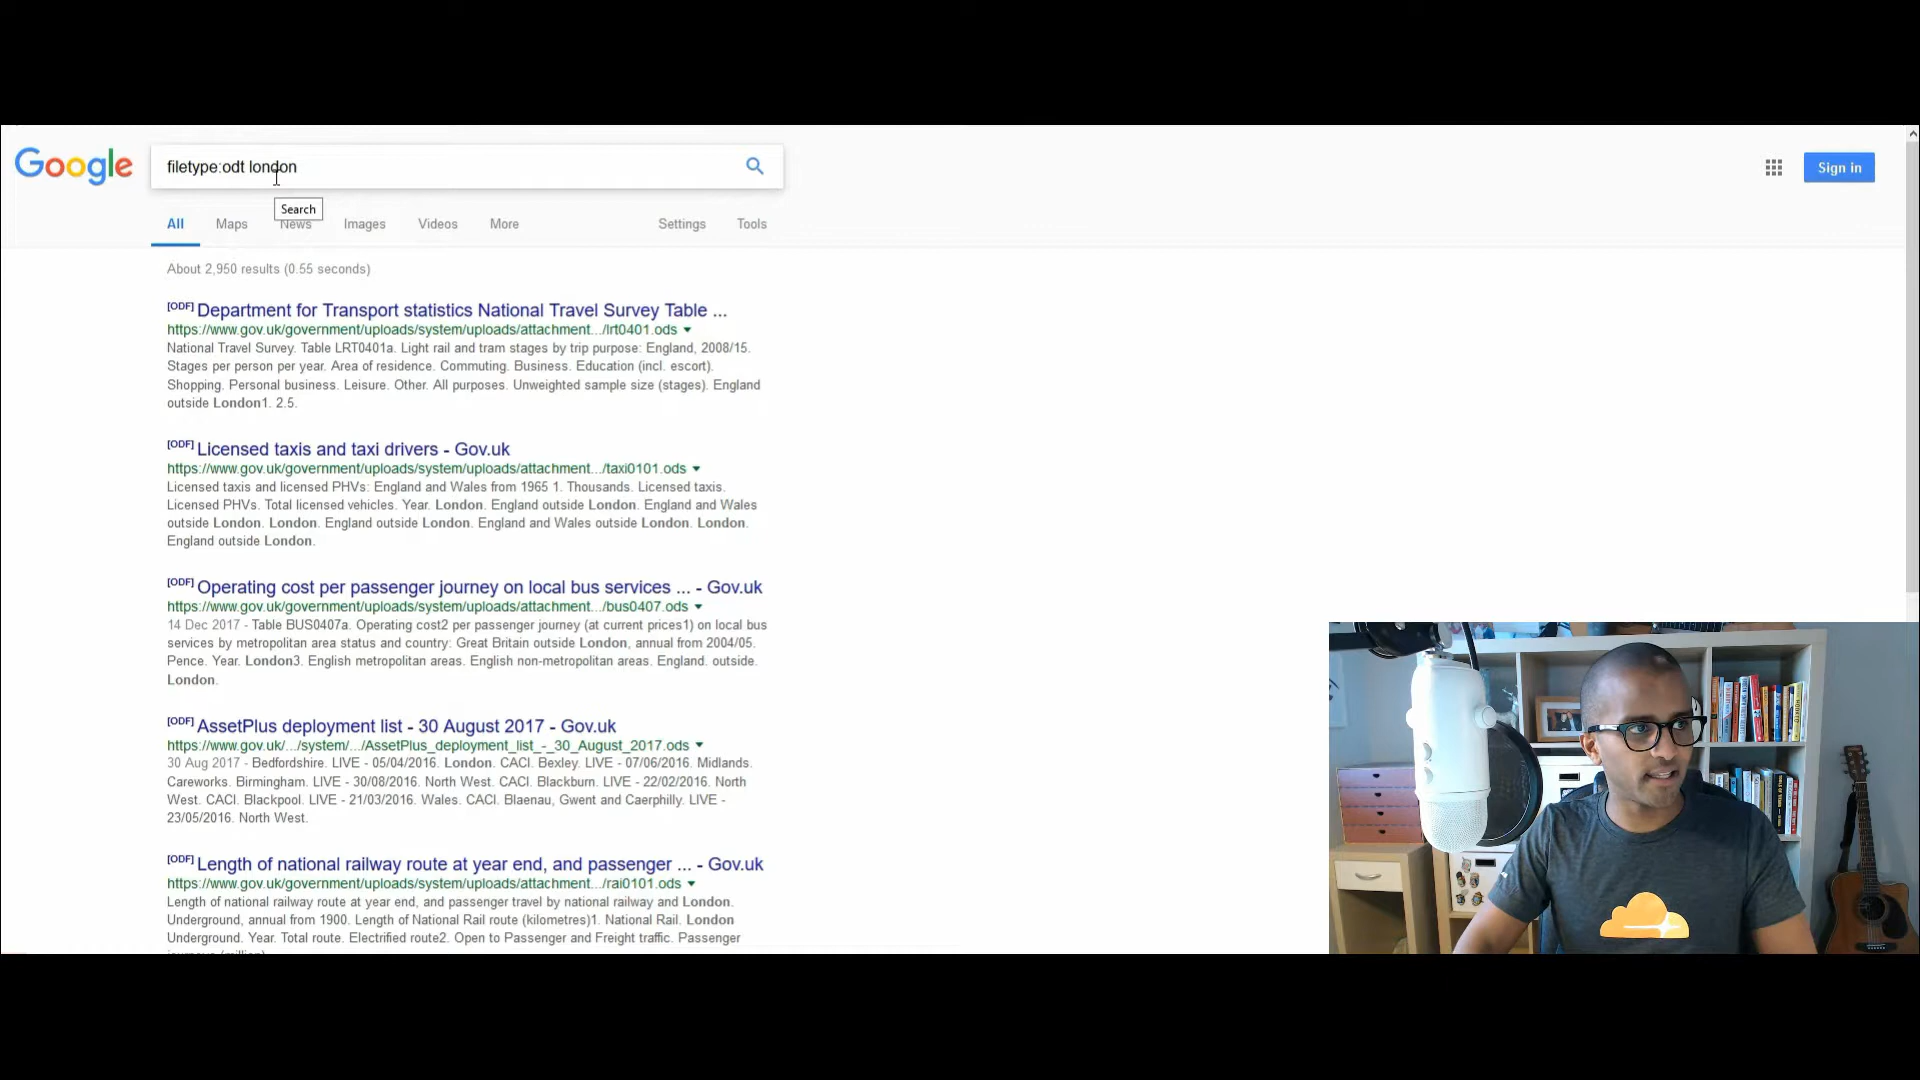 Google
filetype:odt london
Sign in
Search
All
Maps
News
Images
Videos
More
Settings
Tools
About 2,950 results (0.55 seconds)
[ODF] Department for Transport statistics National Travel Survey Table ...
https://www.gov.uk/government/uploads/system/uploads/attachment.../lrt0401.ods
National Travel Survey. Table LRT0401a. Light rail and tram stages by trip purpose: England, 2008/15.
Stages per person per year. Area of residence. Commuting. Business. Education (incl. escort).
Shopping. Personal business. Leisure. Other. All purposes. Unweighted sample size (stages). England
outside London1. 2.5.
[ODF] Licensed taxis and taxi drivers - Gov.uk
https://www.gov.uk/government/uploads/system/uploads/attachment.../taxi0101.ods
Licensed taxis and licensed PHVs: England and Wales from 1965 1. Thousands. Licensed taxis.
Licensed PHVs. Total licensed vehicles. Year. London. England outside London. England and Wales
outside London. London. England outside London. England and Wales outside London. London.
England outside London.
[ODF] Operating cost per passenger journey on local bus services ... - Gov.uk
https://www.gov.uk/government/uploads/system/uploads/attachment.../bus0407.ods
14 Dec 2017 - Table BUS0407a. Operating cost2 per passenger journey (at current prices1) on local bus
services by metropolitan area status and country: Great Britain outside London, annual from 2004/05.
Pence. Year. London3. English metropolitan areas. English non-metropolitan areas. England. outside.
London.
[ODF] AssetPlus deployment list - 30 August 2017 - Gov.uk
https://www.gov.uk/.../system/.../AssetPlus_deployment_list_-_30_August_2017.ods
30 Aug 2017 - Bedfordshire. LIVE - 05/04/2016. London. CACI. Bexley. LIVE - 07/06/2016. Midlands.
Careworks. Birmingham. LIVE - 30/08/2016. North West. CACI. Blackburn. LIVE - 22/02/2016. North
West. CACI. Blackpool. LIVE - 21/03/2016. Wales. CACI. Blaenau, Gwent and Caerphilly. LIVE -
23/05/2016. North West.
[ODF] Length of national railway route at year end, and passenger ... - Gov.uk
https://www.gov.uk/government/uploads/system/uploads/attachment.../rai0101.ods
Length of national railway route at year end, and passenger travel by national railway and London.
Underground, annual from 1900. Length of National Rail route (kilometres)1. National Rail. London
Underground. Year. Total route. Electrified route2. Open to Passenger and Freight traffic. Passenger